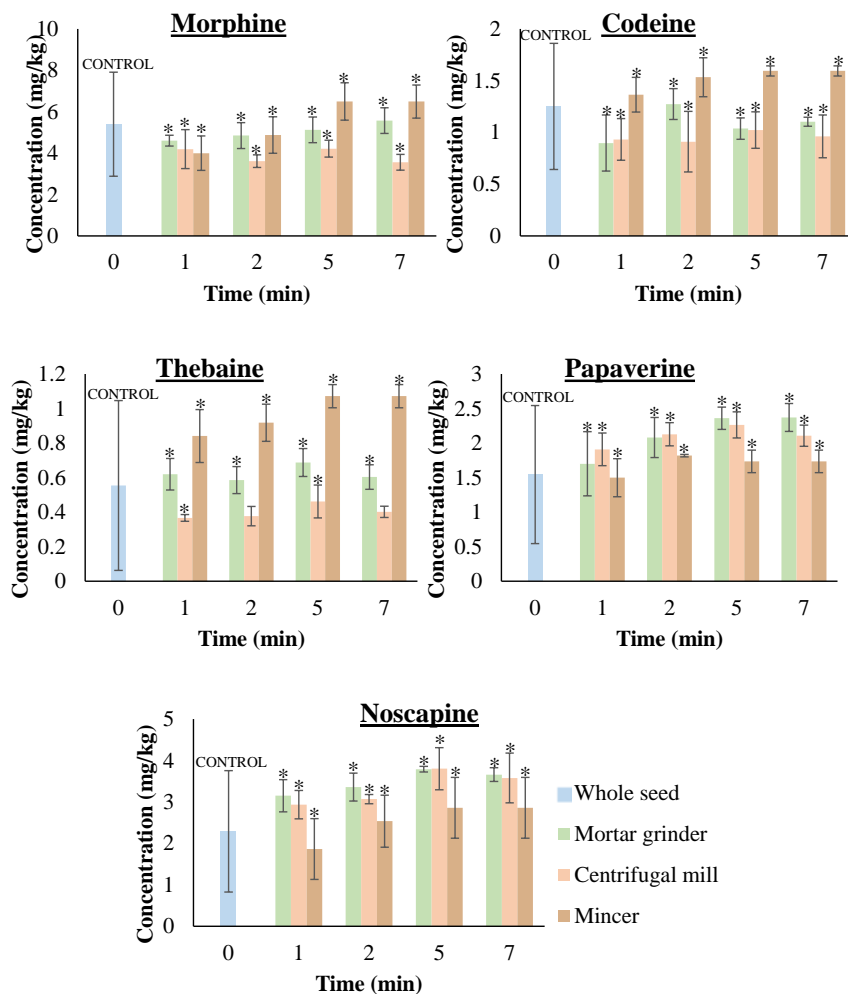 Morphine
Concentration (mg/kg)
10
8
6
4
2
0
CONTROL
* * * * * * * * * * * *
0 1 2 5 7
Time (min)
Codeine
Concentration (mg/kg)
2
1.5
1
0.5
0
CONTROL
* * * * * * * * * * * *
0 1 2 5 7
Time (min)
Thebaine
Concentration (mg/kg)
1.2
1
0.8
0.6
0.4
0.2
0
CONTROL
* * * * * * * * * *
0 1 2 5 7
Time (min)
Papaverine
Concentration (mg/kg)
3
2.5
2
1.5
1
0.5
0
CONTROL
* * * * * * * * * * * *
0 1 2 5 7
Time (min)
Noscapine
Concentration (mg/kg)
5
4
3
2
1
0
CONTROL
* * * * * * * * * * * *
0 1 2 5 7
Time (min)
Whole seed
Mortar grinder
Centrifugal mill
Mincer